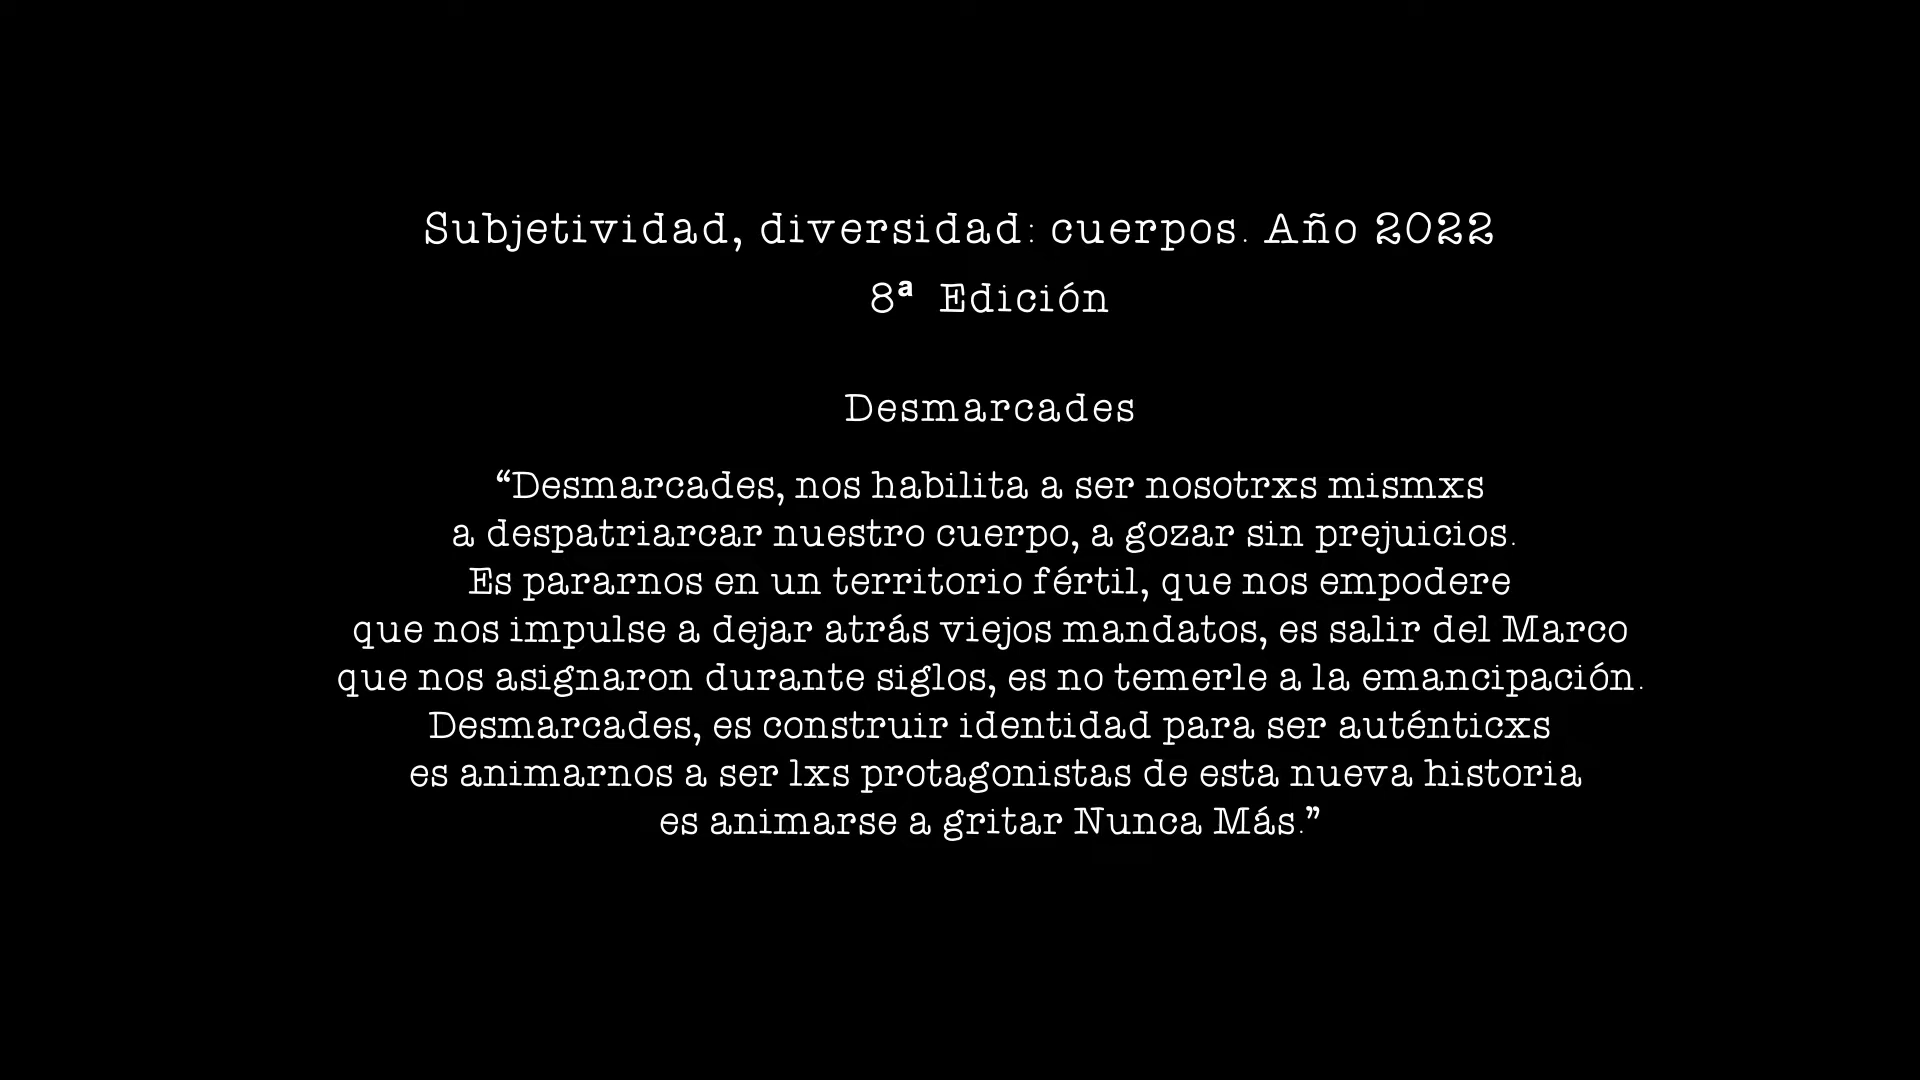 Subjetividad, diversidad: cuerpos. Año 2022
8ª Edición
Desmarcades
“Desmarcades, nos habilita a ser nosotrxs mismxs
a despatriarcar nuestro cuerpo, a gozar sin prejuicios.
Es pararnos en un territorio fértil, que nos empodere
que nos impulse a dejar atrás viejos mandatos, es salir del Marco
que nos asignaron durante siglos, es no temerle a la emancipación.
Desmarcades, es construir identidad para ser auténticxs
es animarnos a ser lxs protagonistas de esta nueva historia
es animarse a gritar Nunca Más.”